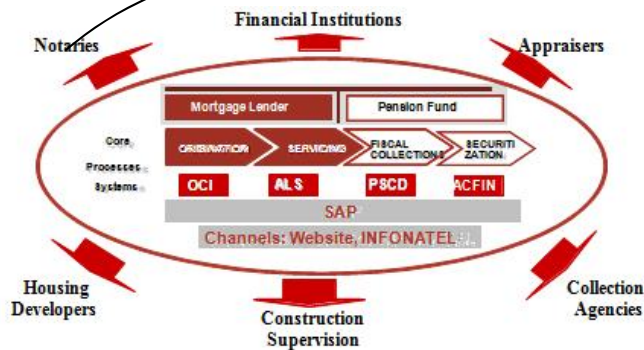 Financial Institutions
Notaries
Appraisers
Mortgage Lender
Pension Fund
Core
Processes
Systems
ORIGINATION
SERVICING
FISCAL
COLLECTIONS
SECURITI
ZATION
OCI
ALS
PSCD
ACFIN
SAP
Channels: Website, INFONATEL
Housing
Developers
Construction
Supervision
Collection
Agencies